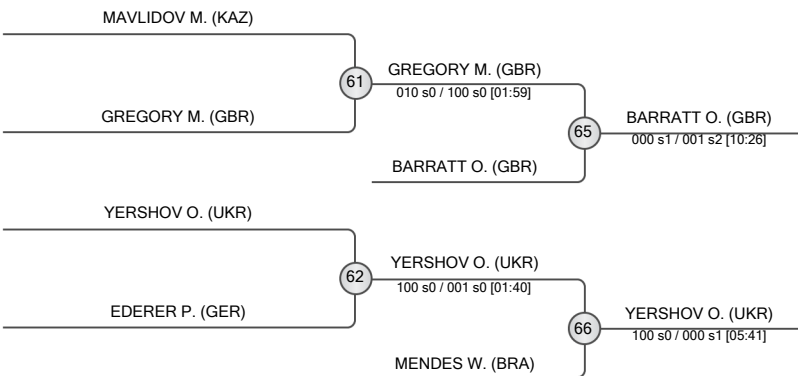 MAVLIDOV M. (KAZ)
61
GREGORY M. (GBR)
010 s0 / 100 s0 [01:59]
GREGORY M. (GBR)
65
BARRATT O. (GBR)
000 s1 / 001 s2 [10:26]
BARRATT O. (GBR)
YERSHOV O. (UKR)
62
YERSHOV O. (UKR)
100 s0 / 001 s0 [01:40]
EDERER P. (GER)
66
YERSHOV O. (UKR)
100 s0 / 000 s1 [05:41]
MENDES W. (BRA)